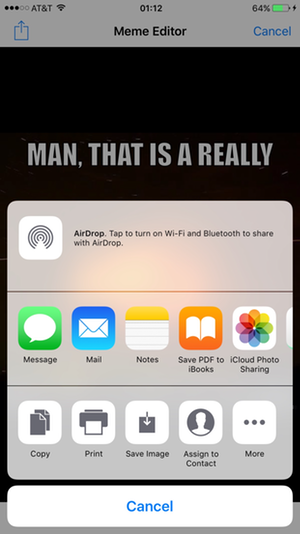 AT&T 01:12 64%
Meme Editor Cancel
MAN, THAT IS A REALLY
AirDrop. Tap to turn on Wi-Fi and Bluetooth to share
with AirDrop.
Message Mail Notes Save PDF to iCloud Photo
iBooks Sharing
Copy Print Save Image Assign to More
Contact
Cancel